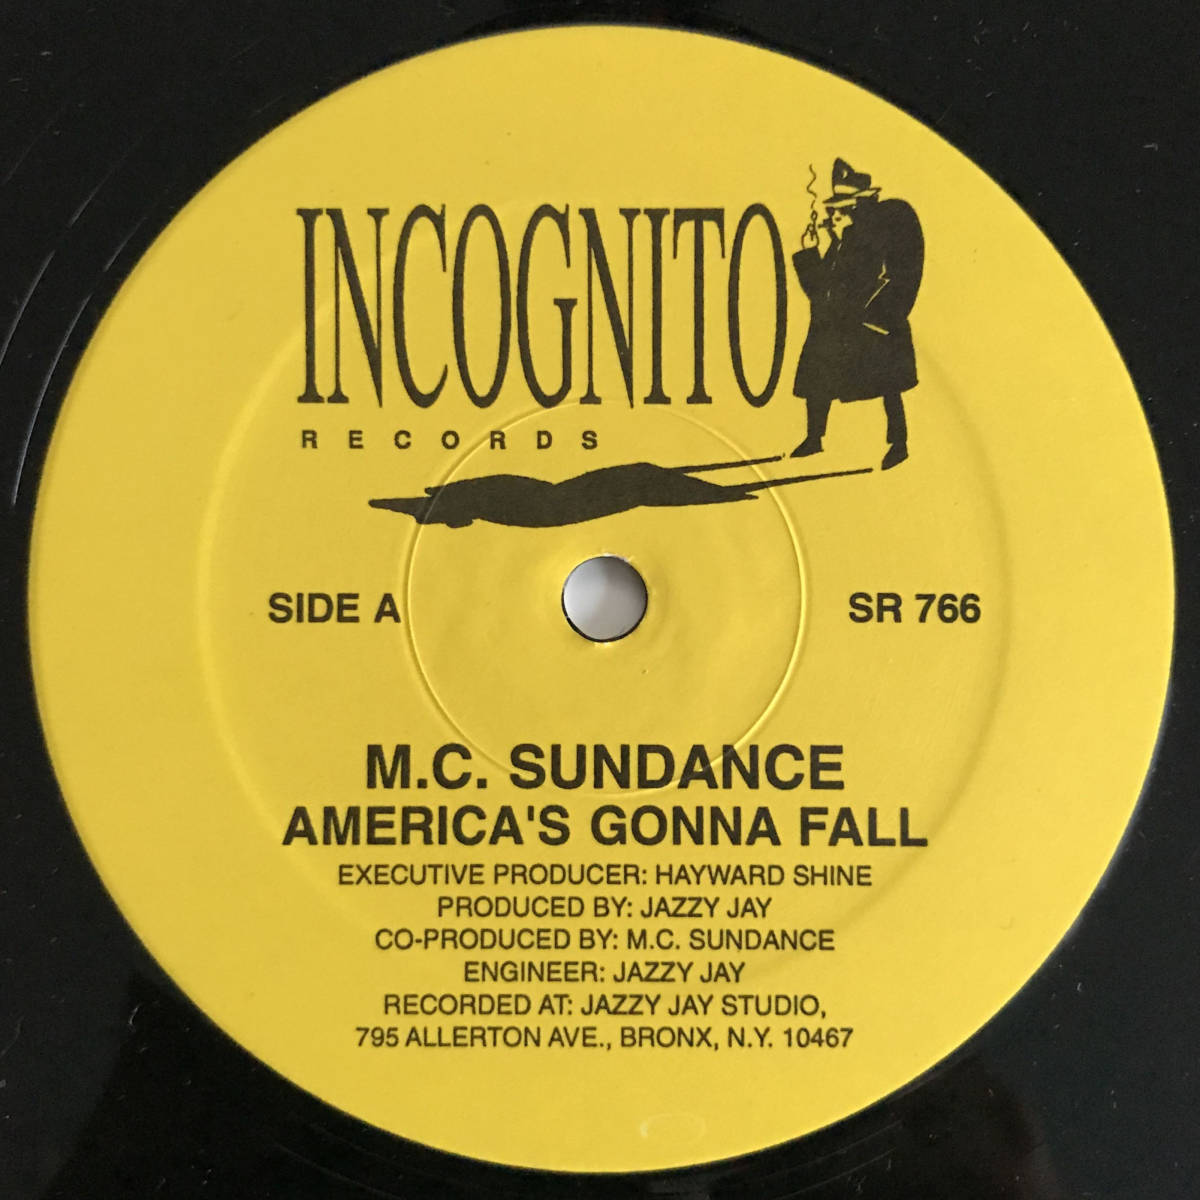 INCOGNITO
RECORDS
SIDE A
SR 766
M.C. SUNDANCE
AMERICA'S GONNA FALL
EXECUTIVE PRODUCER: HAYWARD SHINE
PRODUCED BY: JAZZY JAY
CO-PRODUCED BY: M.C. SUNDANCE
ENGINEER: JAZZY JAY
RECORDED AT: JAZZY JAY STUDIO,
795 ALLERTON AVE., BRONX, N.Y. 10467